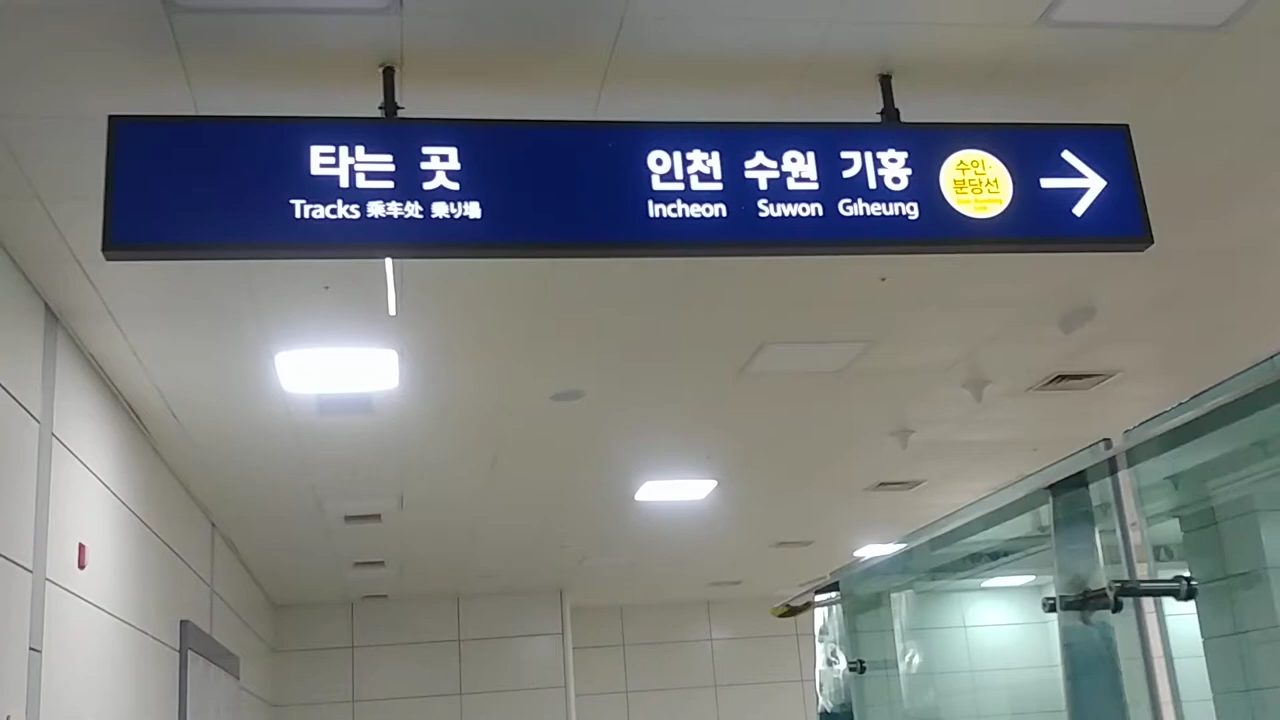 타는 곳
Tracks 乘车处 乗り場
인천 수원 기흥
Incheon Suwon Giheung
수인·
분당선